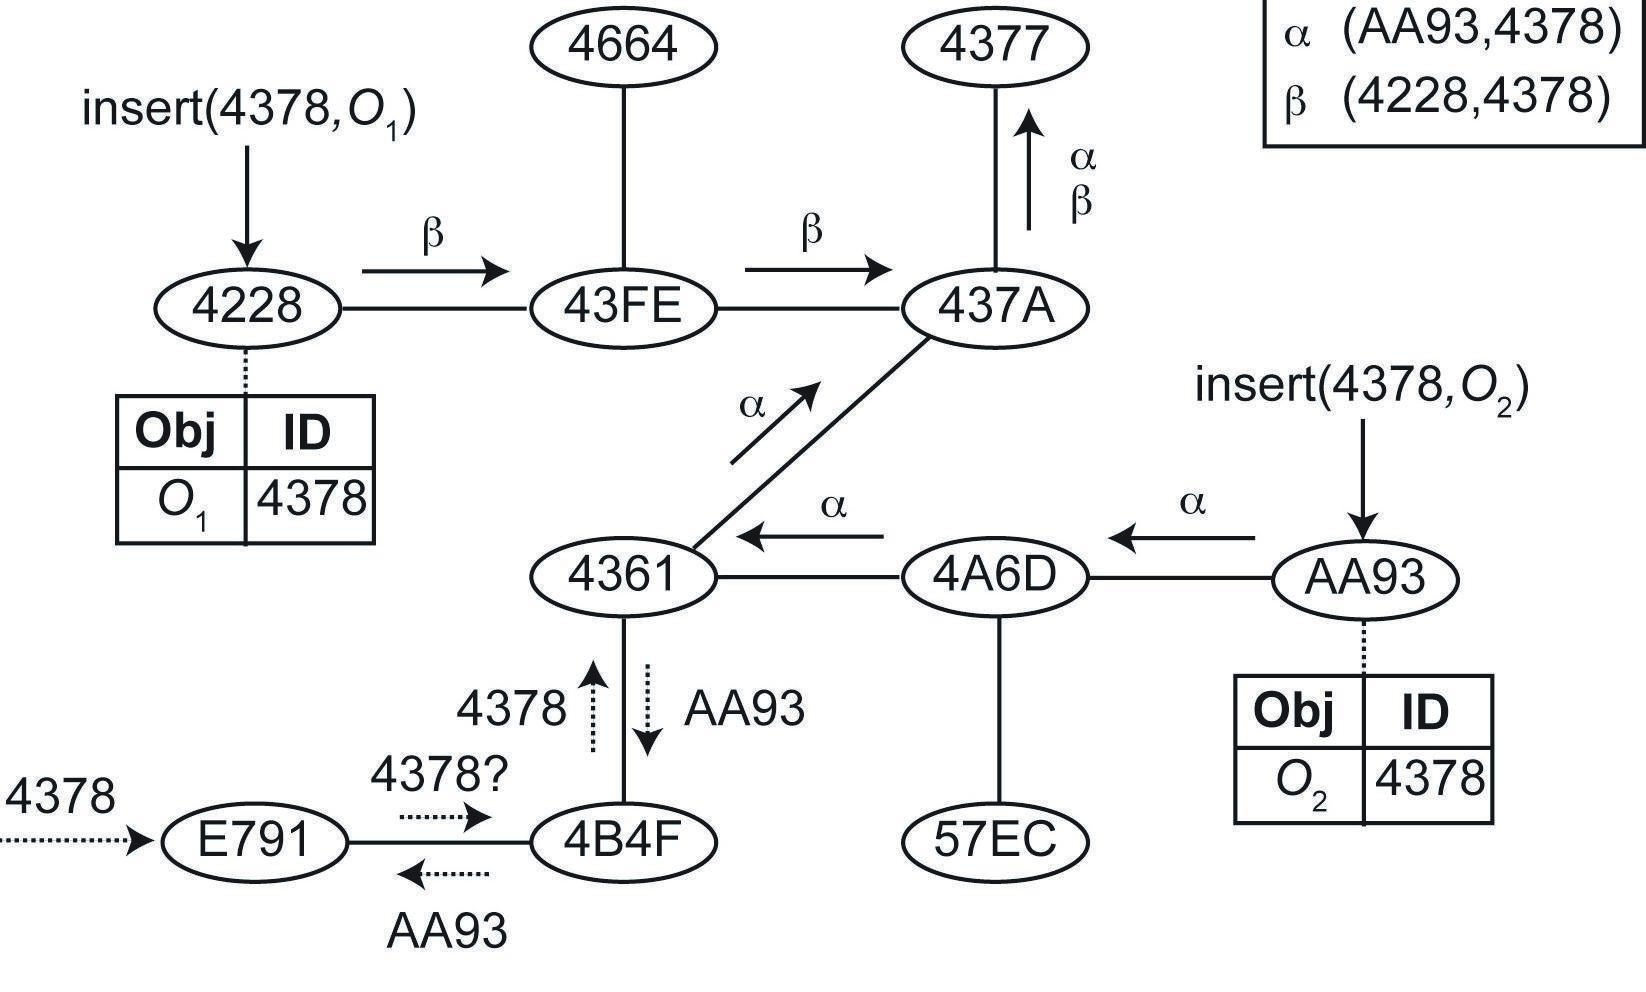 4664
4377
α (AA93,4378)
β (4228,4378)
insert(4378,O1)
α
β
β
β
4228
43FE
437A
insert(4378,O2)
Obj ID
O1 4378
α
α
α
4361
4A6D
AA93
4378
AA93
Obj ID
O2 4378
4378?
4378
E791
4B4F
57EC
AA93